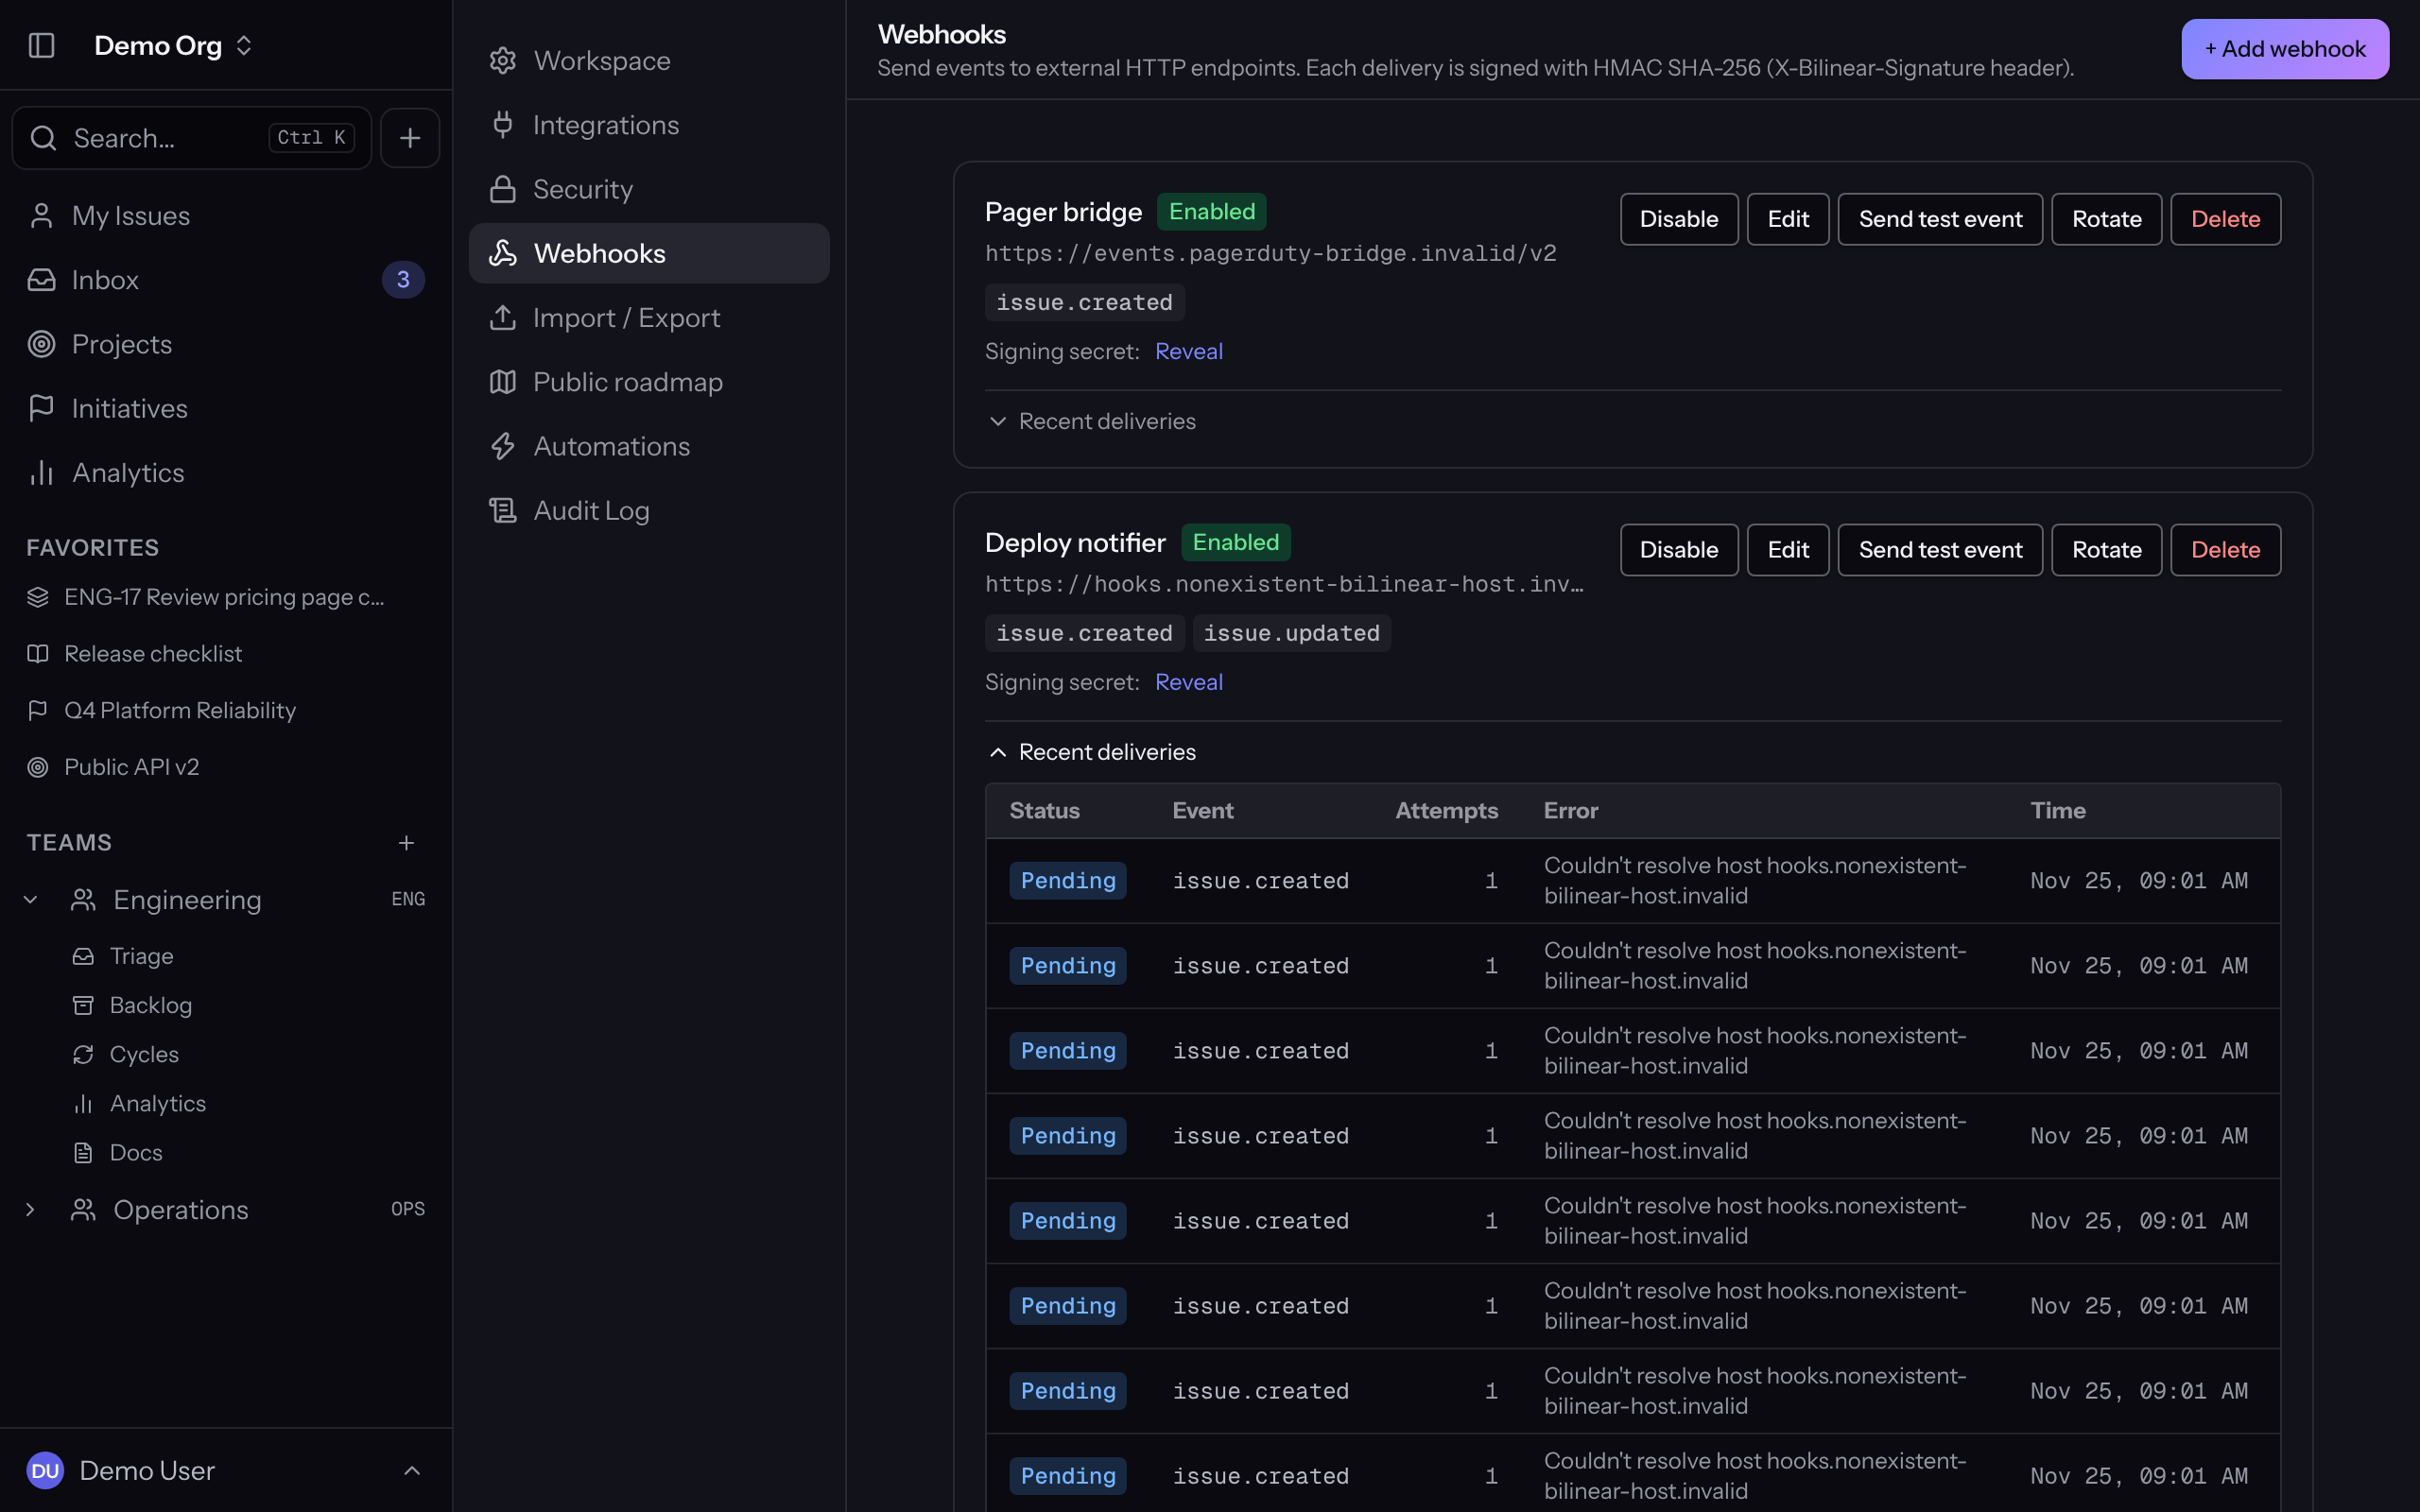 Demo Org
Search...
Ctrl K
My Issues
Inbox
3
Projects
Initiatives
Analytics
FAVORITES
ENG-17 Review pricing page c...
Release checklist
Q4 Platform Reliability
Public API v2
TEAMS
Engineering
ENG
Triage
Backlog
Cycles
Analytics
Docs
Operations
OPS
DU
Demo User
Workspace
Integrations
Security
Webhooks
Import / Export
Public roadmap
Automations
Audit Log
Webhooks
Send events to external HTTP endpoints. Each delivery is signed with HMAC SHA-256 (X-Bilinear-Signature header).
+ Add webhook
Pager bridge
Enabled
Disable
Edit
Send test event
Rotate
Delete
https://events.pagerduty-bridge.invalid/v2
issue.created
Signing secret:
Reveal
Recent deliveries
Deploy notifier
Enabled
Disable
Edit
Send test event
Rotate
Delete
https://hooks.nonexistent-bilinear-host.inv…
issue.created
issue.updated
Signing secret:
Reveal
Recent deliveries
Status Event Attempts Error Time
Pending issue.created 1 Couldn't resolve host hooks.nonexistent-
bilinear-host.invalid
Nov 25, 09:01 AM
Pending issue.created 1 Couldn't resolve host hooks.nonexistent-
bilinear-host.invalid
Nov 25, 09:01 AM
Pending issue.created 1 Couldn't resolve host hooks.nonexistent-
bilinear-host.invalid
Nov 25, 09:01 AM
Pending issue.created 1 Couldn't resolve host hooks.nonexistent-
bilinear-host.invalid
Nov 25, 09:01 AM
Pending issue.created 1 Couldn't resolve host hooks.nonexistent-
bilinear-host.invalid
Nov 25, 09:01 AM
Pending issue.created 1 Couldn't resolve host hooks.nonexistent-
bilinear-host.invalid
Nov 25, 09:01 AM
Pending issue.created 1 Couldn't resolve host hooks.nonexistent-
bilinear-host.invalid
Nov 25, 09:01 AM
Pending issue.created 1 Couldn't resolve host hooks.nonexistent-
bilinear-host.invalid
Nov 25, 09:01 AM